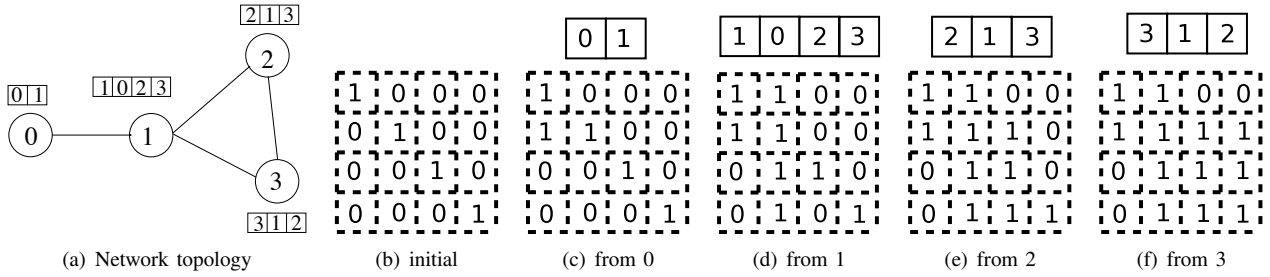 2 1 3
2
1 0 2 3
0 1
0
1
3
3 1 2
(a) Network topology
1 0 0 0
0 1 0 0
0 0 1 0
0 0 0 1
(b) initial
0 1
1 0 0 0
1 1 0 0
0 0 1 0
0 0 0 1
(c) from 0
1 0 2 3
1 1 0 0
1 1 0 0
0 1 1 0
0 1 0 1
(d) from 1
2 1 3
1 1 0 0
1 1 1 0
0 1 1 0
0 1 1 1
(e) from 2
3 1 2
1 1 0 0
1 1 1 1
0 1 1 1
0 1 1 1
(f) from 3